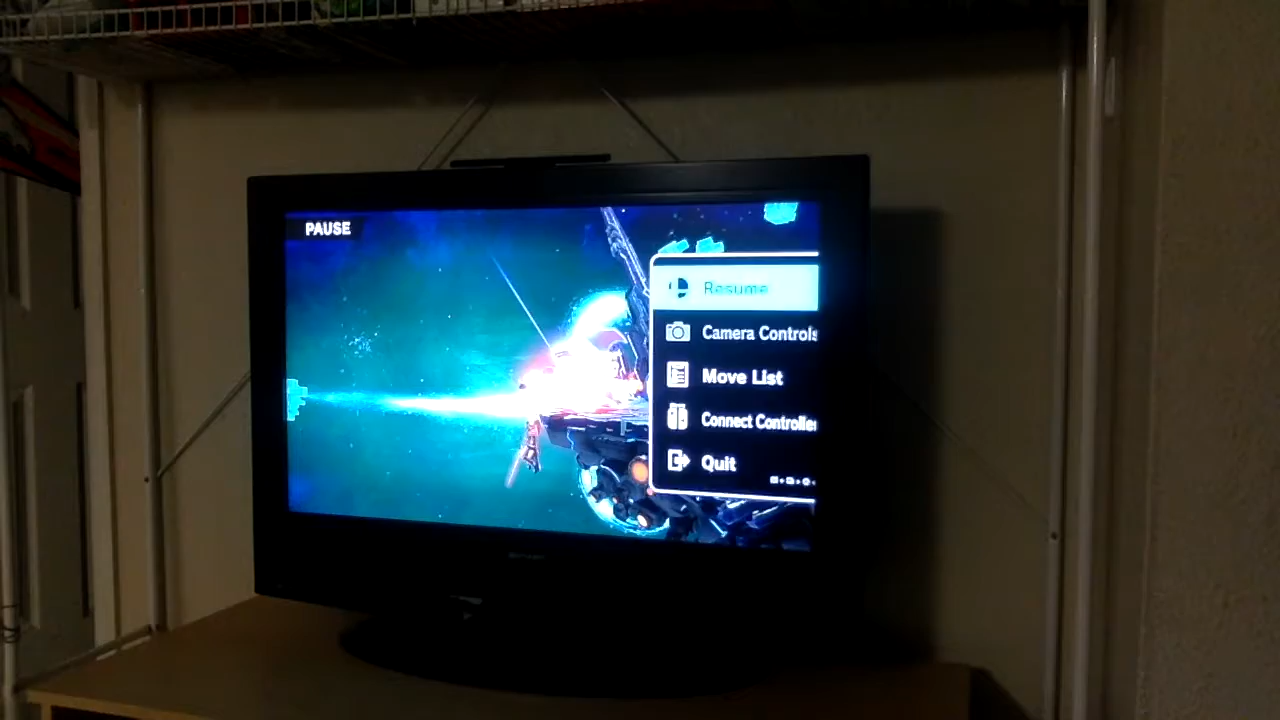 PAUSE
Resume
Camera Controls
Move List
Connect Controller
Quit